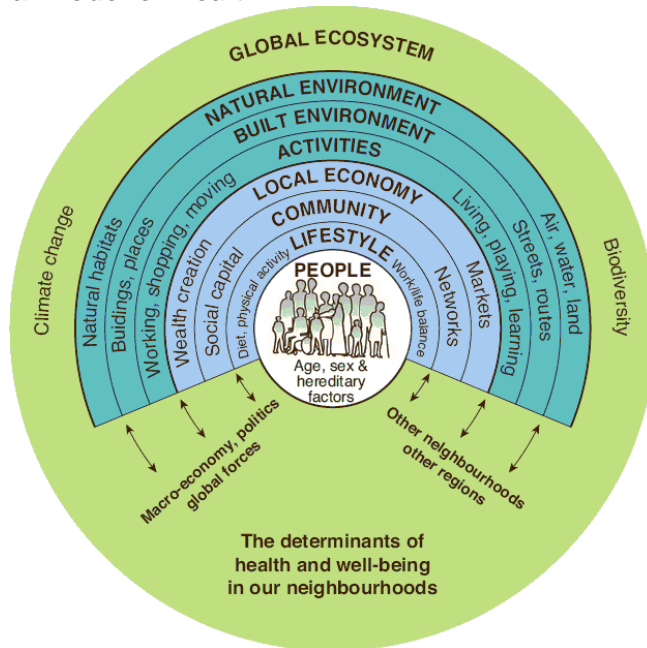 GLOBAL ECOSYSTEM
NATURAL ENVIRONMENT
BUILT ENVIRONMENT
ACTIVITIES
LOCAL ECONOMY
COMMUNITY
LIFESTYLE
PEOPLE
Age, sex &
hereditary
factors
Climate change
Natural habitats
Buidings, places
Working, shopping, moving
Wealth creation
Social capital
Diet, physical activity
Work/life balance
Networks
Markets
Living, playing, learning
Streets, routes
Air, water, land
Biodiversity
Macro-economy, politics
global forces
Other neighbourhoods
other regions
The determinants of
health and well-being
in our neighbourhoods